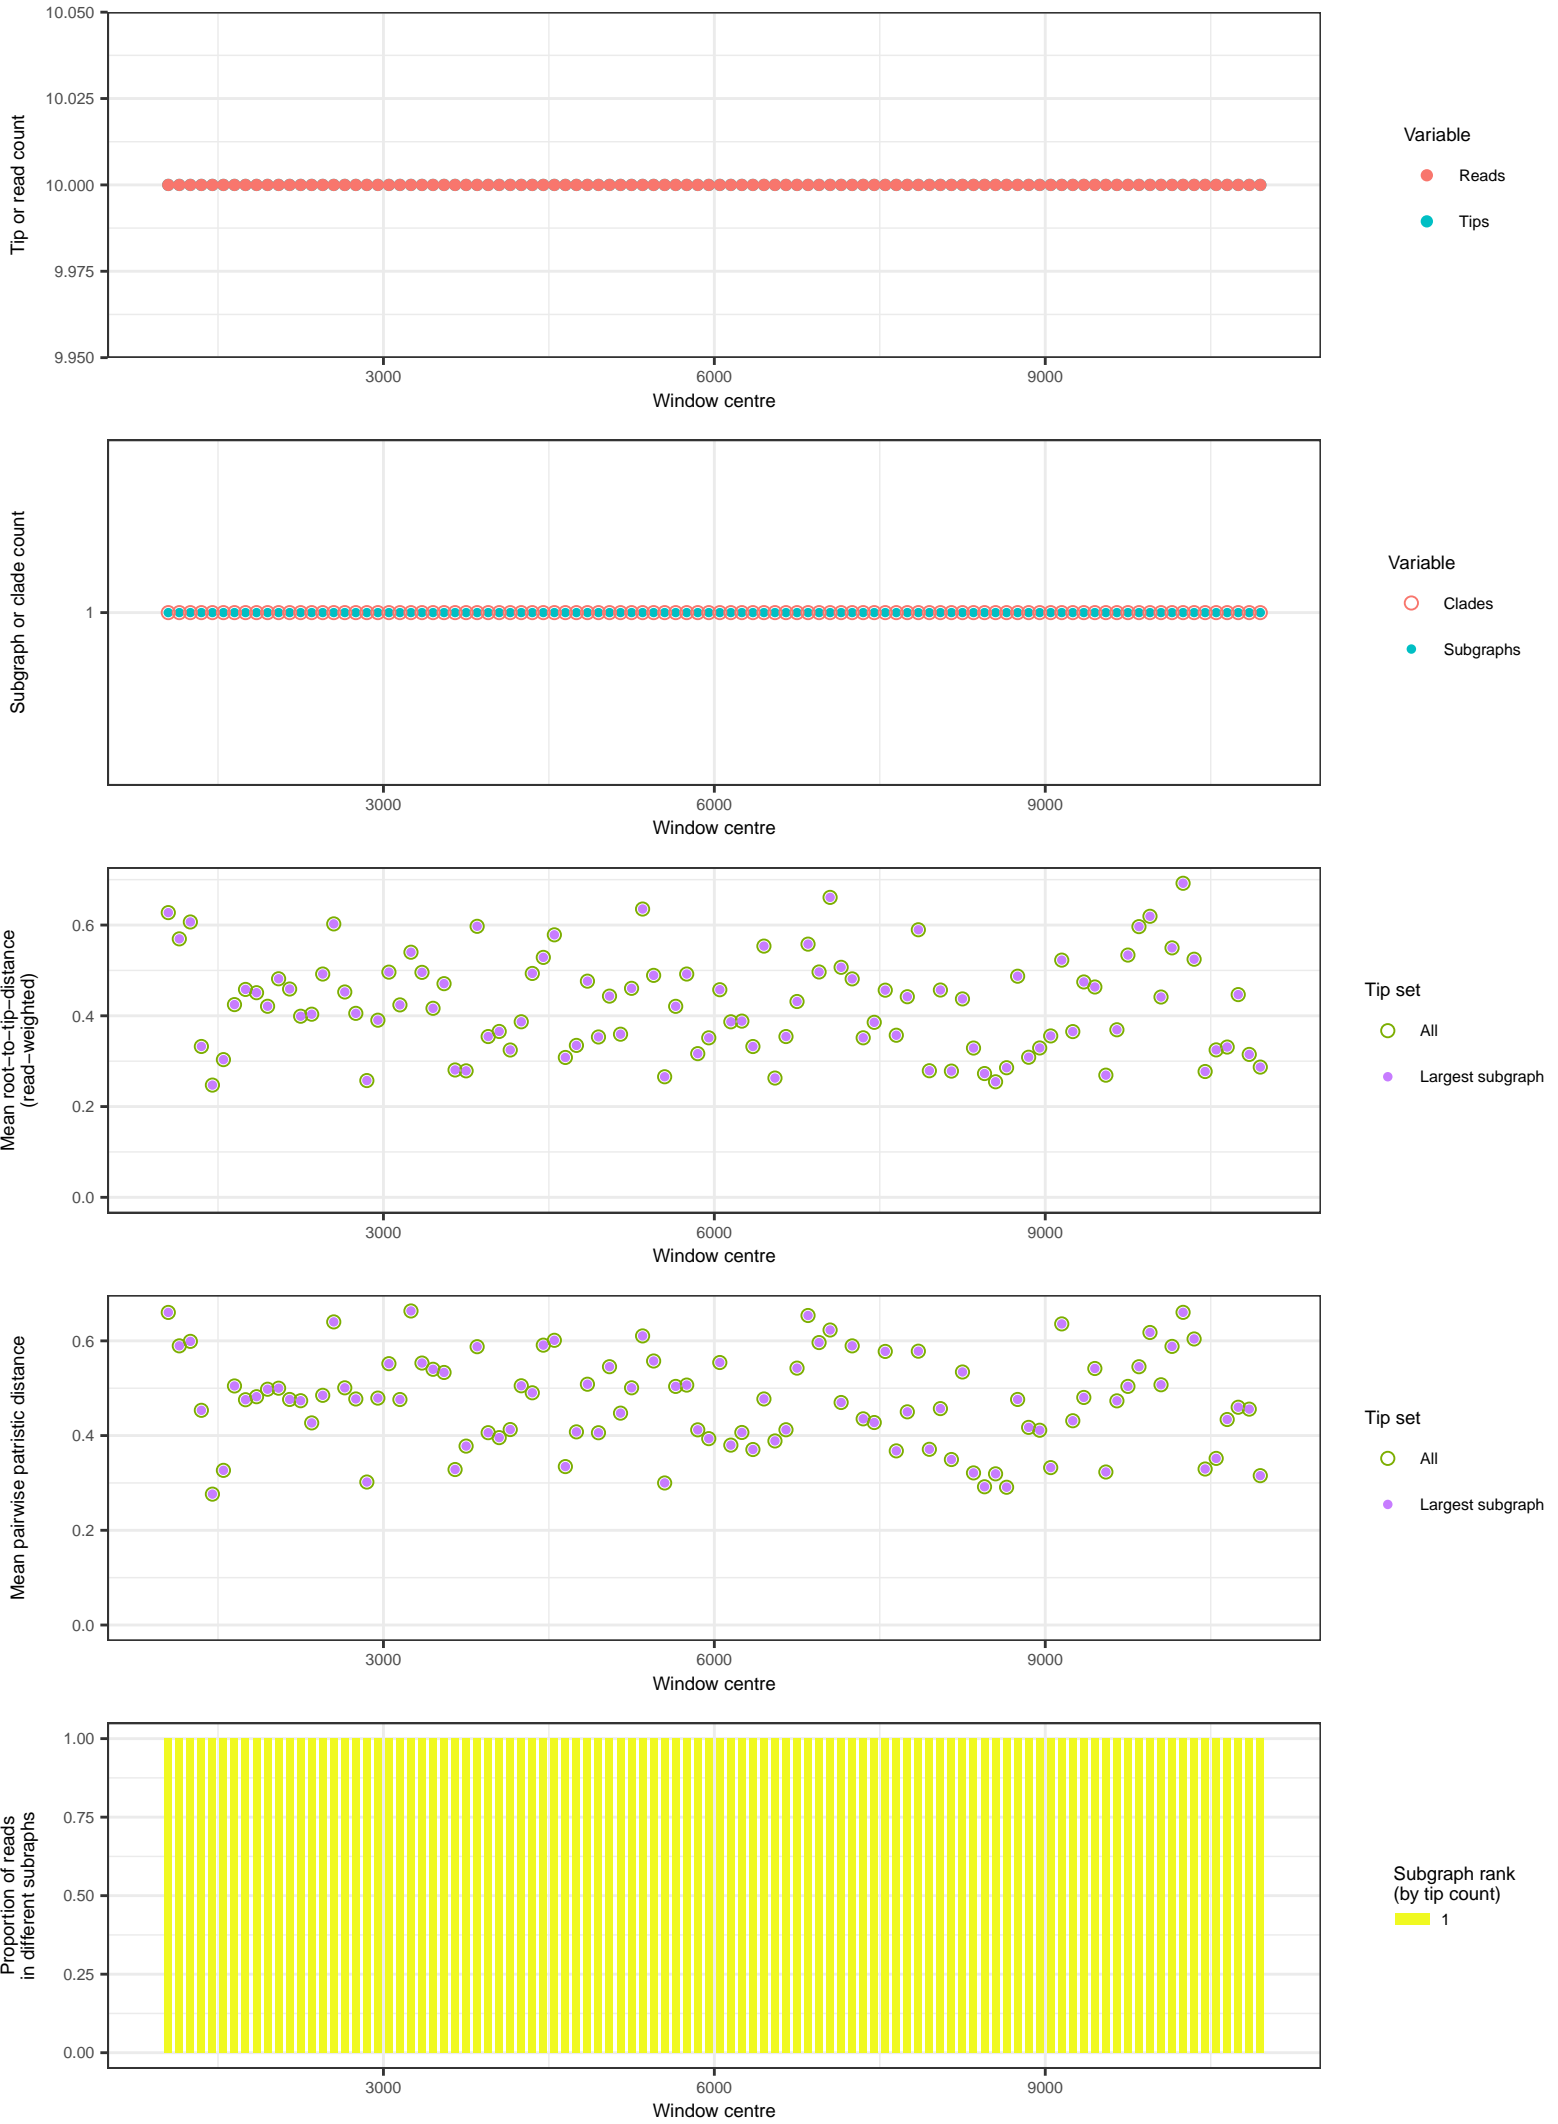 10.050
10.025
10.000
9.975
9.950
Tip or read count
3000
6000
9000
Window centre
Variable
Reads
Tips
Subgraph or clade count
1
3000
6000
9000
Window centre
Variable
Clades
Subgraphs
Mean root−to−tip−distance
(read−weighted)
0.6
0.4
0.2
0.0
3000
6000
9000
Window centre
Tip set
All
Largest subgraph
Mean pairwise patristic distance
0.6
0.4
0.2
0.0
3000
6000
9000
Window centre
Tip set
All
Largest subgraph
Proportion of reads
in different subraphs
1.00
0.75
0.50
0.25
0.00
3000
6000
9000
Window centre
Subgraph rank
(by tip count)
1